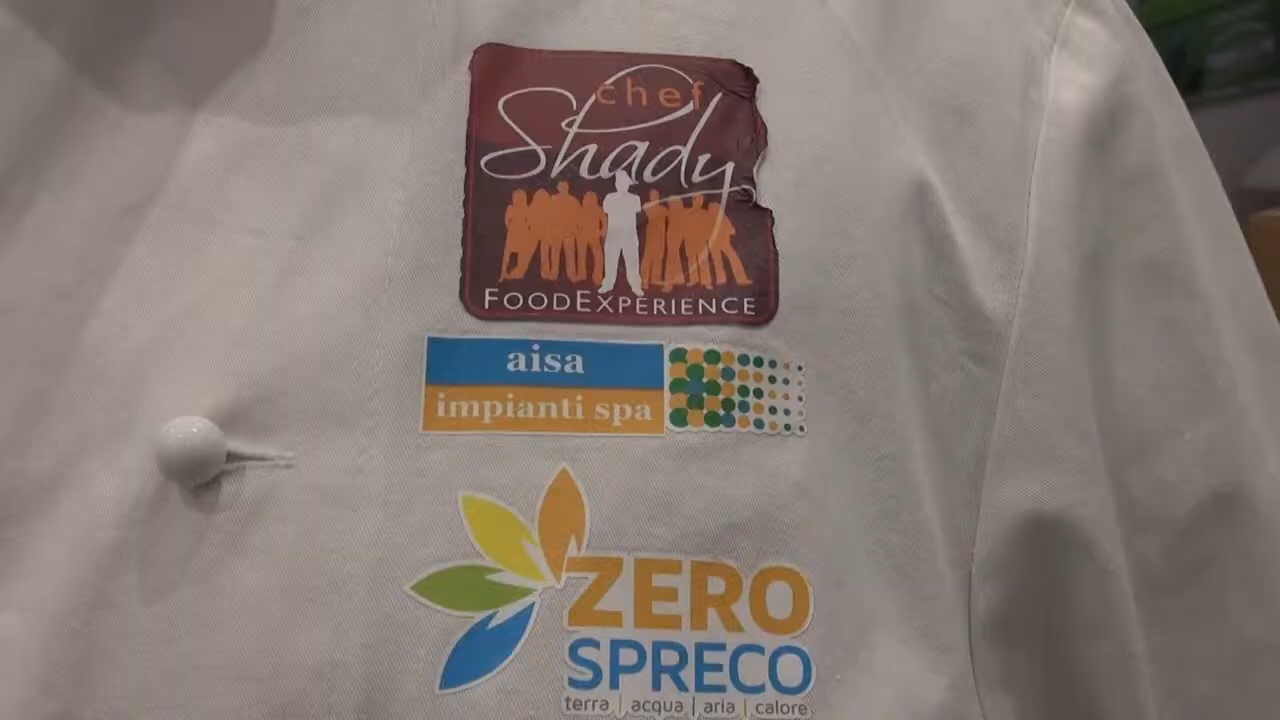 chef
Shady
FOODEXPERIENCE
aisa
impianti spa
ZERO
SPRECO
terra | acqua | aria | calore